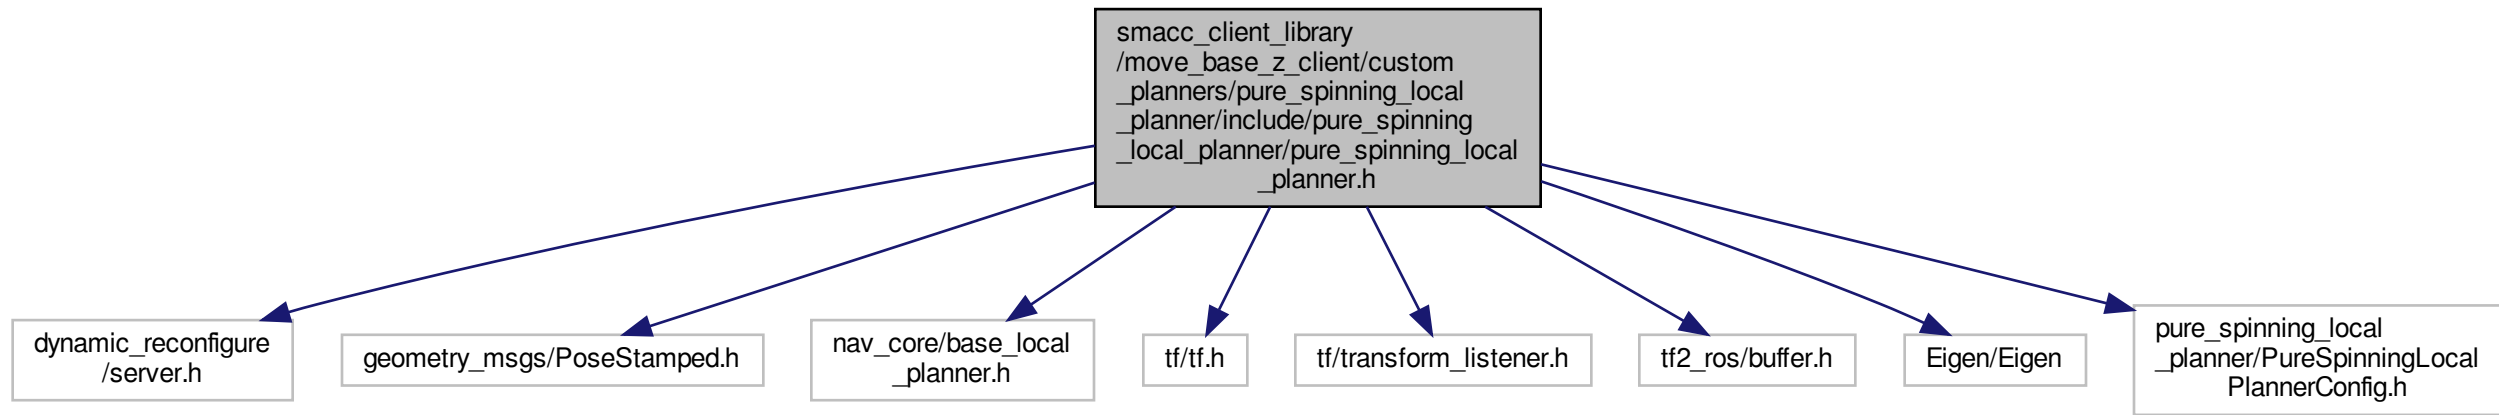 smacc_client_library
/move_base_z_client/custom
_planners/pure_spinning_local
_planner/include/pure_spinning
_local_planner/pure_spinning_local
_planner.h
dynamic_reconfigure
/server.h
geometry_msgs/PoseStamped.h
nav_core/base_local
_planner.h
tf/tf.h
tf/transform_listener.h
tf2_ros/buffer.h
Eigen/Eigen
pure_spinning_local
_planner/PureSpinningLocal
PlannerConfig.h